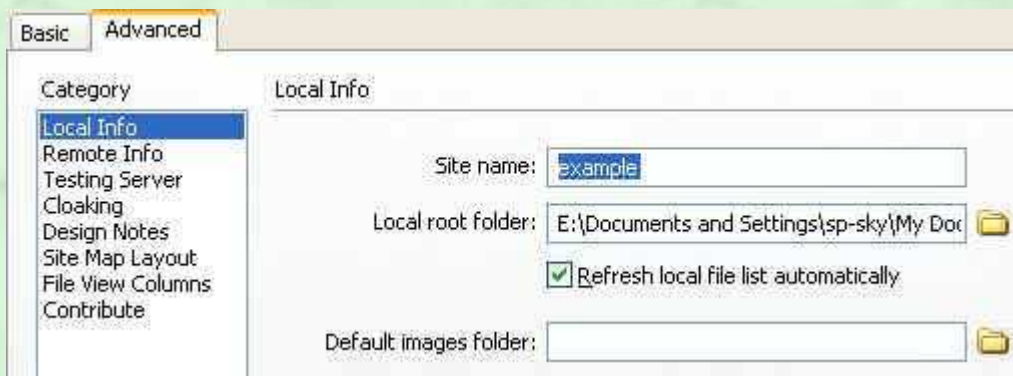 Basic
Advanced
Category
Local Info
Local Info
Remote Info
Testing Server
Cloaking
Design Notes
Site Map Layout
File View Columns
Contribute
Site name: example
Local root folder: E:\Documents and Settings\sp-sky\My Doc
Refresh local file list automatically
Default images folder: